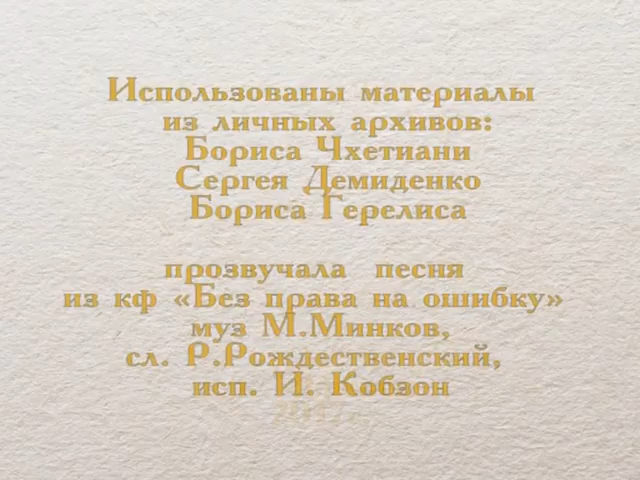 Использованы материалы
из личных архивов:
Бориса Чхетиани
Сергея Демиденко
Бориса Герелиса
прозвучала песня
из кф «Без права на ошибку»
муз М.Минков,
сл. Р.Рождественский,
исп. Й. Кобзон